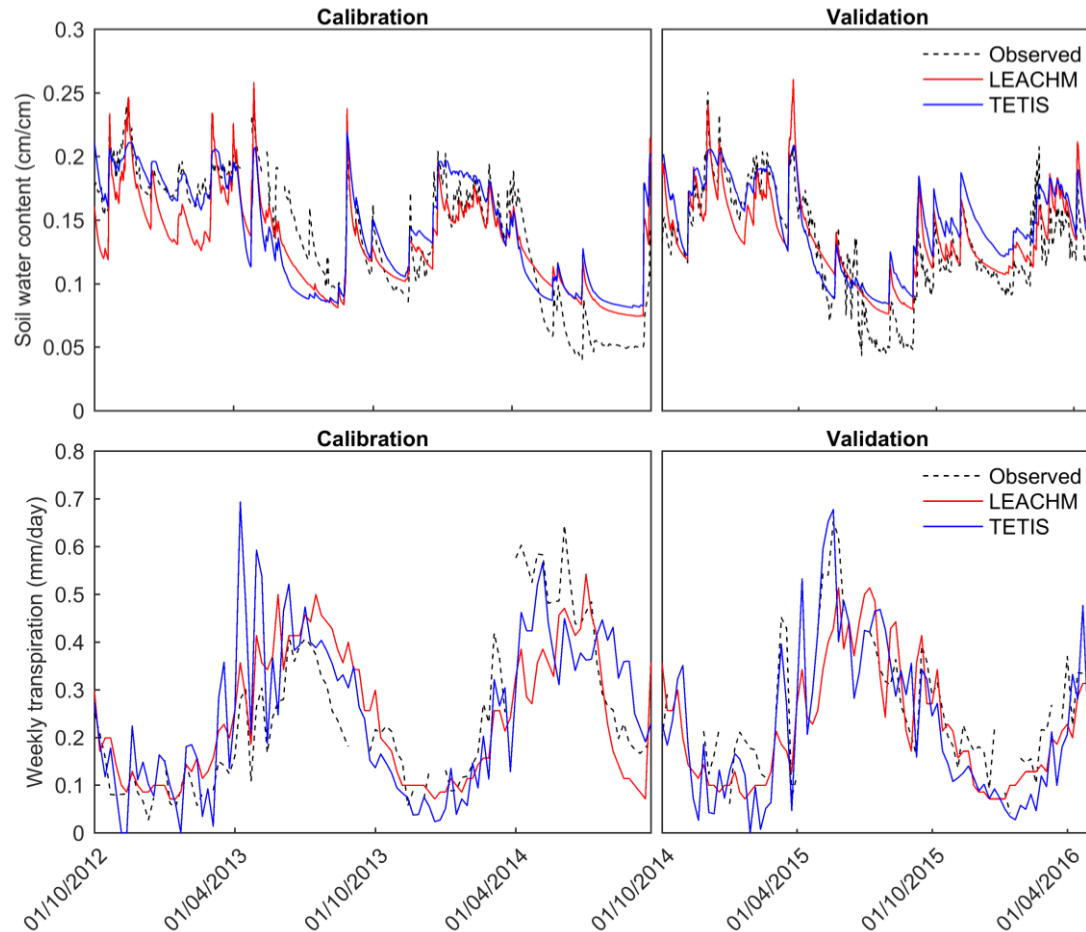 Calibration
Validation
Soil water content (cm/cm)
0.3
0.25
0.2
0.15
0.1
0.05
0
Observed
LEACHM
TETIS
Calibration
Validation
Weekly transpiration (mm/day)
0.8
0.7
0.6
0.5
0.4
0.3
0.2
0.1
0
Observed
LEACHM
TETIS
01/10/2012
01/04/2013
01/10/2013
01/04/2014
01/10/2014
01/04/2015
01/10/2015
01/04/2016